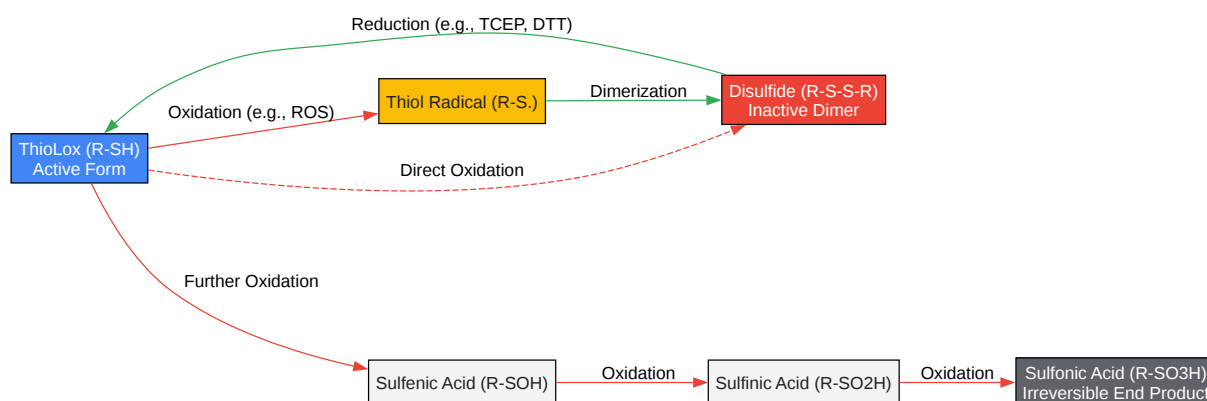 Reduction (e.g., TCEP, DTT)
Thiol Radical (R-S.)
Dimerization
Disulfide (R-S-S-R)
Inactive Dimer
Oxidation (e.g., ROS)
ThioLox (R-SH)
Active Form
Direct Oxidation
Further Oxidation
Sulfenic Acid (R-SOH)
Oxidation
Sulfinic Acid (R-SO2H)
Oxidation
Sulfonic Acid (R-SO3H)
Irreversible End Product